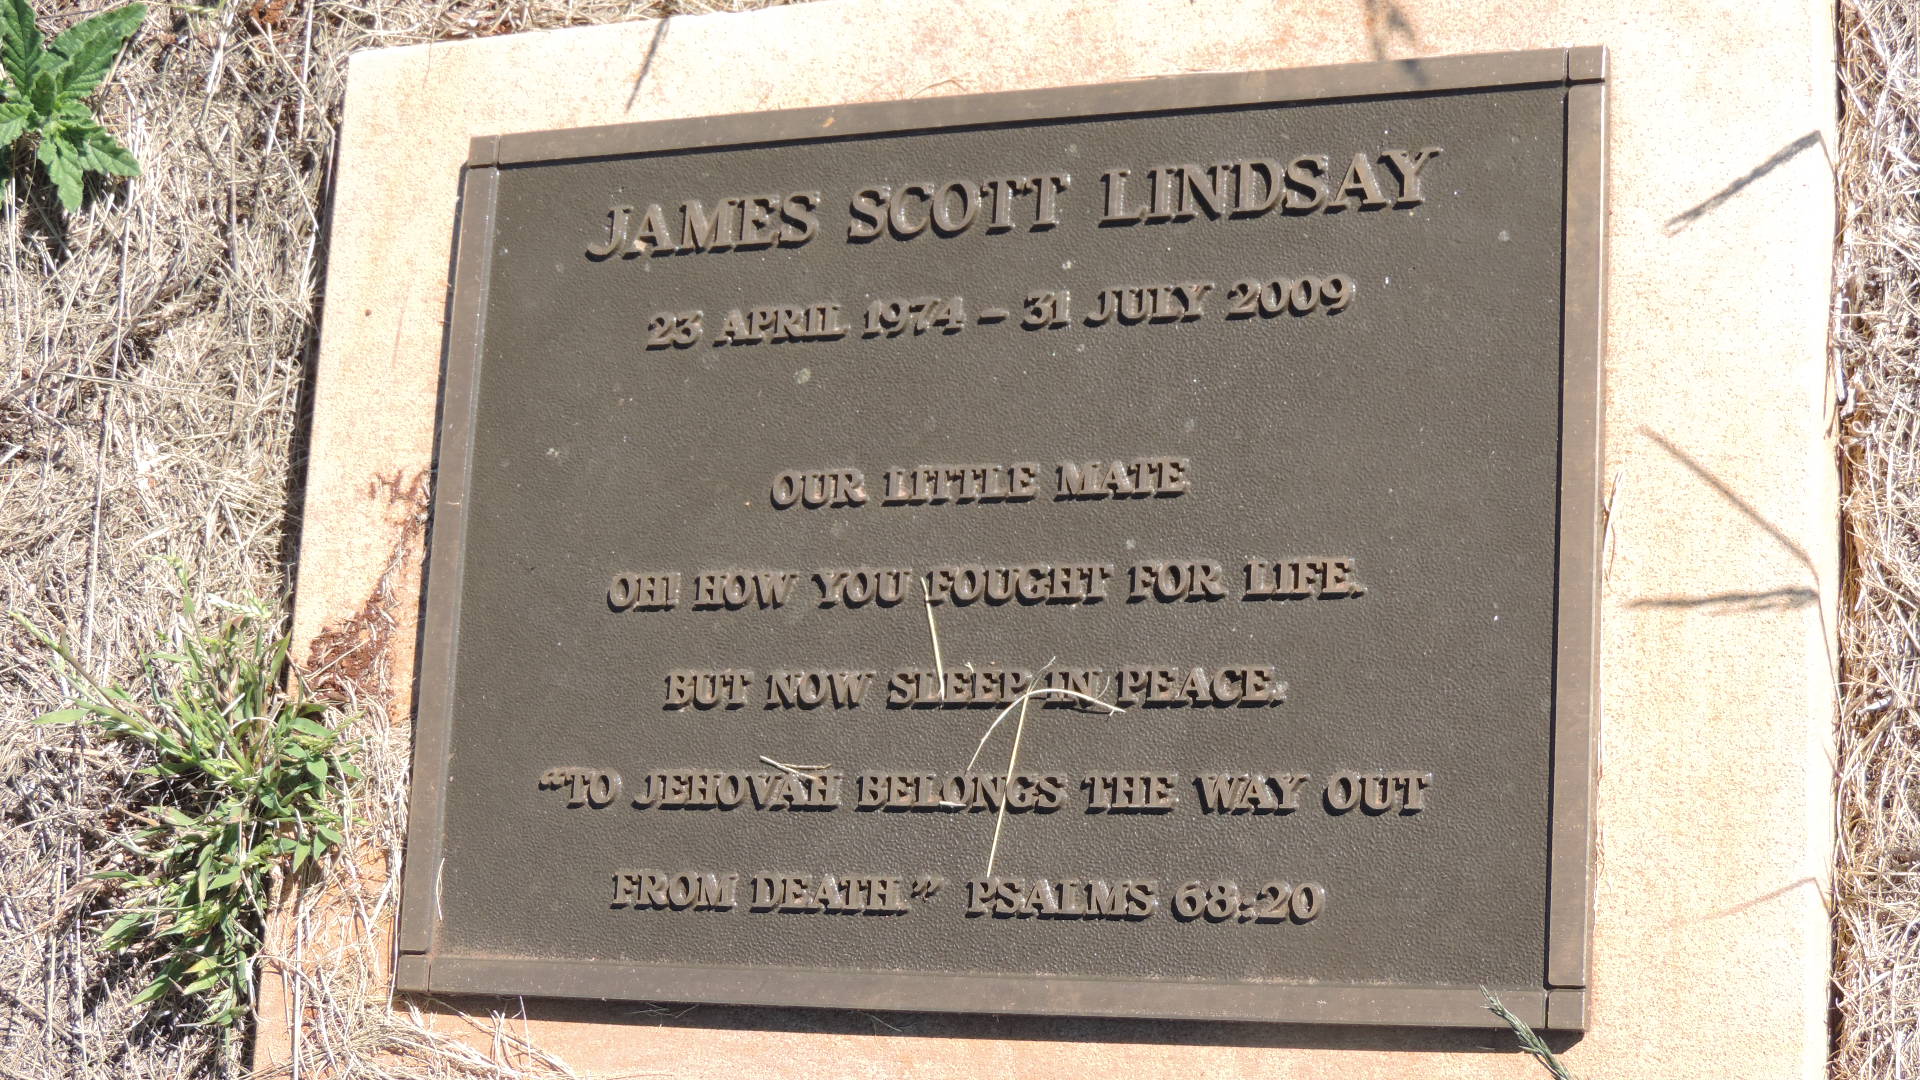 JAMES SCOTT LINDSAY
23 APRIL 1974 - 31 JULY 2009
OUR LITTLE MATE
OH! HOW YOU FOUGHT FOR LIFE.
BUT NOW SLEEP IN PEACE.
"TO JEHOVAH BELONGS THE WAY OUT
FROM DEATH." PSALMS 68:20